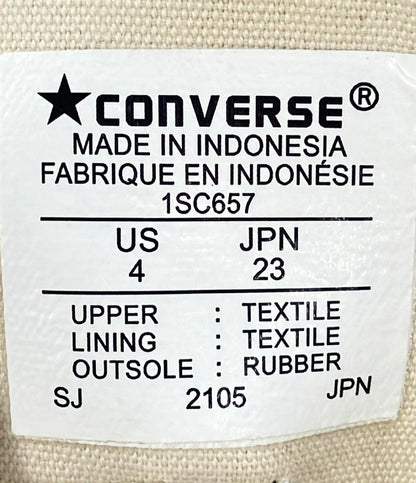 ★CONVERSE®
MADE IN INDONESIA
FABRIQUE EN INDONÉSIE
1SC657
US JPN
4 23
UPPER : TEXTILE
LINING : TEXTILE
OUTSOLE : RUBBER
SJ 2105 JPN